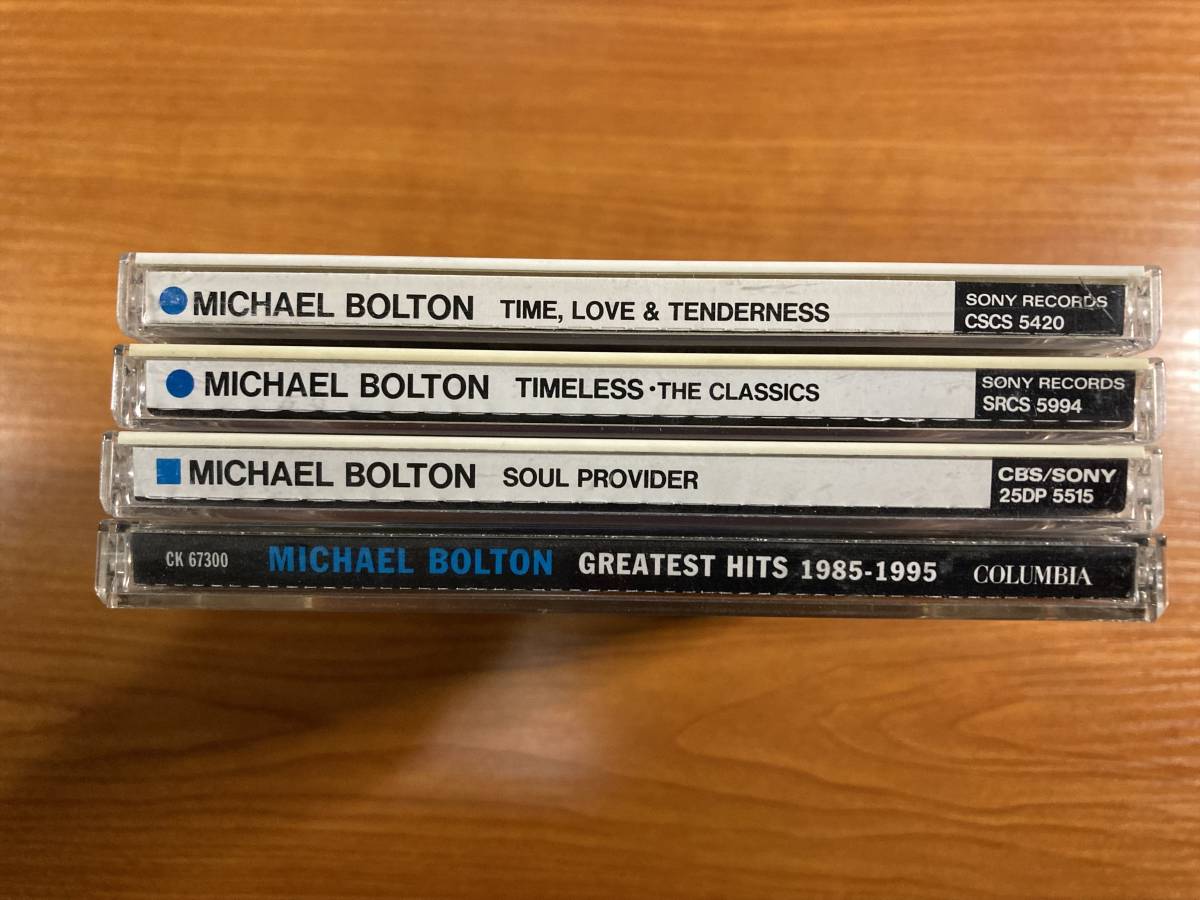 MICHAEL BOLTON TIME, LOVE & TENDERNESS SONY RECORDS
CSCS 5420
MICHAEL BOLTON TIMELESS・THE CLASSICS SONY RECORDS
SRCS 5994
MICHAEL BOLTON SOUL PROVIDER CBS/SONY
25DP 5515
CK 67300 MICHAEL BOLTON GREATEST HITS 1985-1995 COLUMBIA